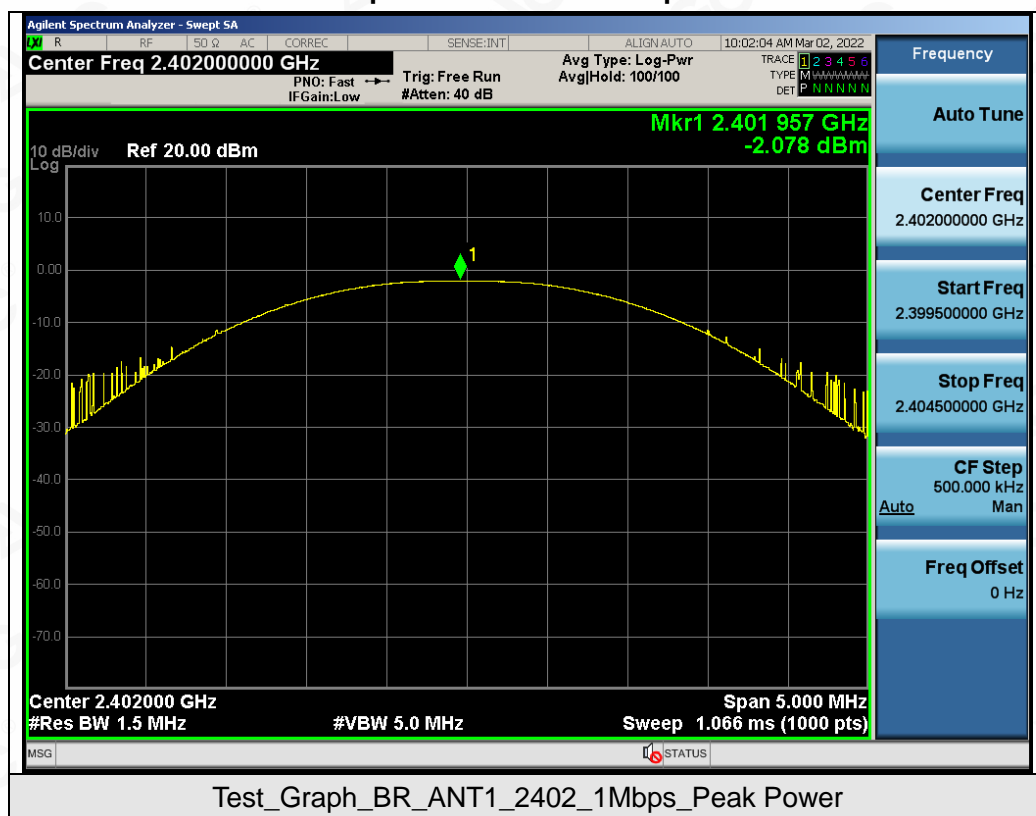 Agilent Spectrum Analyzer - Swept SA
LXI R RF 50 Ω AC CORREC SENSE:INT ALIGN AUTO 10:02:04 AM Mar 02, 2022
Center Freq 2.402000000 GHz
PNO: Fast
IFGain:Low
Trig: Free Run
#Atten: 40 dB
Avg Type: Log-Pwr
Avg|Hold: 100/100
TRACE 1 2 3 4 5 6
TYPE M
DET P N N N N N
Mkr1 2.401 957 GHz
-2.078 dBm
10 dB/div Ref 20.00 dBm
Log
10.0
0.00
-10.0
-20.0
-30.0
-40.0
-50.0
-60.0
-70.0
1
Center 2.402000 GHz Span 5.000 MHz
#Res BW 1.5 MHz #VBW 5.0 MHz Sweep 1.066 ms (1000 pts)
MSG STATUS
Frequency
Auto Tune
Center Freq
2.402000000 GHz
Start Freq
2.399500000 GHz
Stop Freq
2.404500000 GHz
CF Step
500.000 kHz
Auto Man
Freq Offset
0 Hz
Test_Graph_BR_ANT1_2402_1Mbps_Peak Power